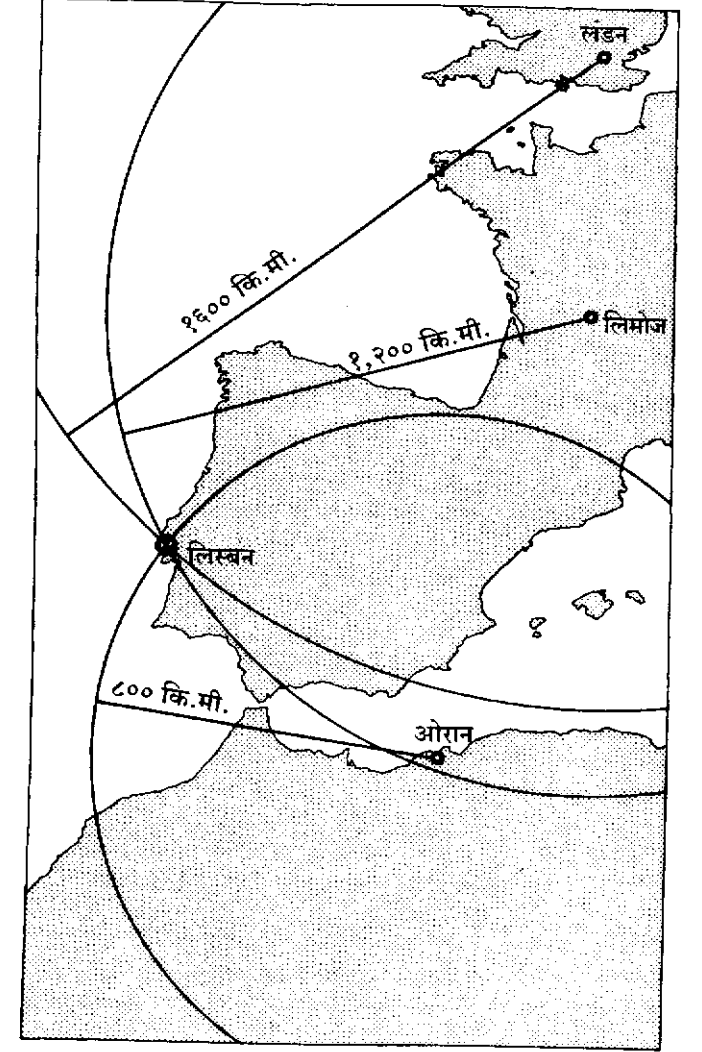 लंडन
१६०० कि.मी.
१,२०० कि.मी.
लिमोज
लिस्बन
८०० कि.मी.
ओरान